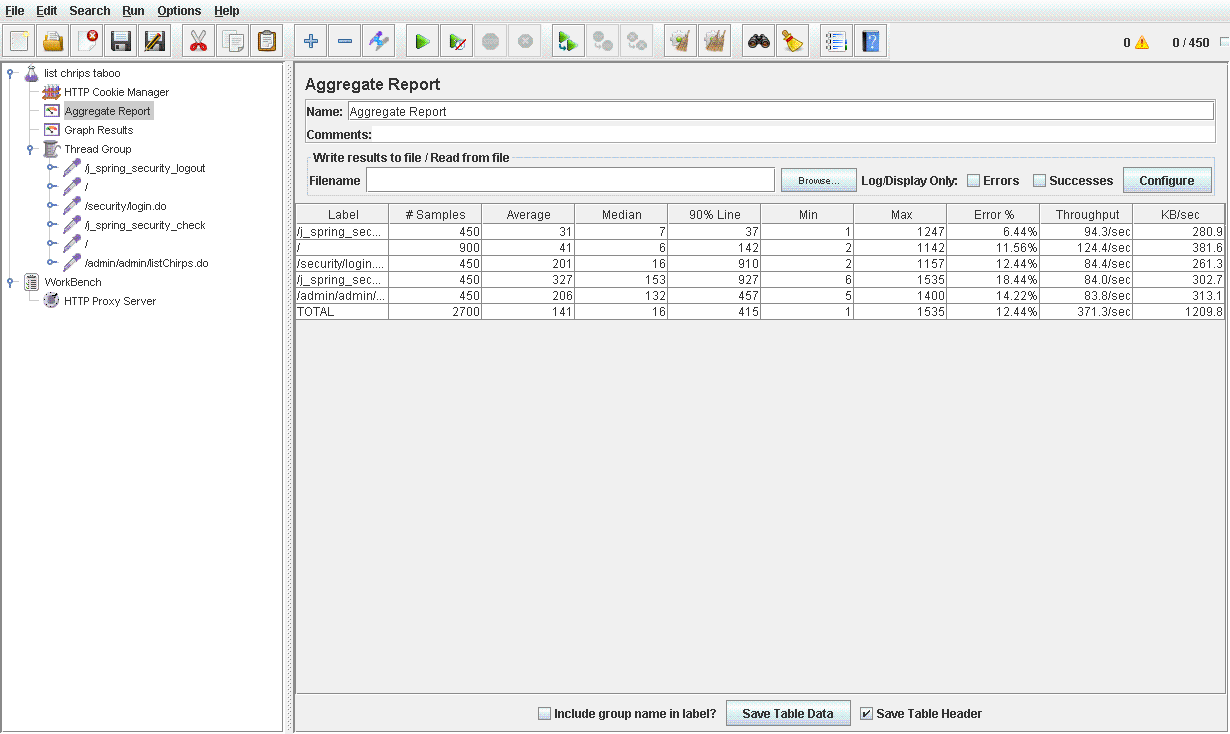 File Edit Search Run Options Help
0 0 / 450
list chrips taboo
HTTP Cookie Manager
Aggregate Report
Graph Results
Thread Group
/j_spring_security_logout
/
/security/login.do
/j_spring_security_check
/
/admin/admin/listChirps.do
WorkBench
HTTP Proxy Server
Aggregate Report
Name: Aggregate Report
Comments:
Write results to file / Read from file
Filename Browse... Log/Display Only: Errors Successes Configure
Label # Samples Average Median 90% Line Min Max Error % Throughput KB/sec
/j_spring_sec... 450 31 7 37 1 1247 6.44% 94.3/sec 280.9
/ 900 41 6 142 2 1142 11.56% 124.4/sec 381.6
/security/login.... 450 201 16 910 2 1157 12.44% 84.4/sec 261.3
/j_spring_sec... 450 327 153 927 6 1535 18.44% 84.0/sec 302.7
/admin/admin/... 450 206 132 457 5 1400 14.22% 83.8/sec 313.1
TOTAL 2700 141 16 415 1 1535 12.44% 371.3/sec 1209.8
Include group name in label? Save Table Data Save Table Header